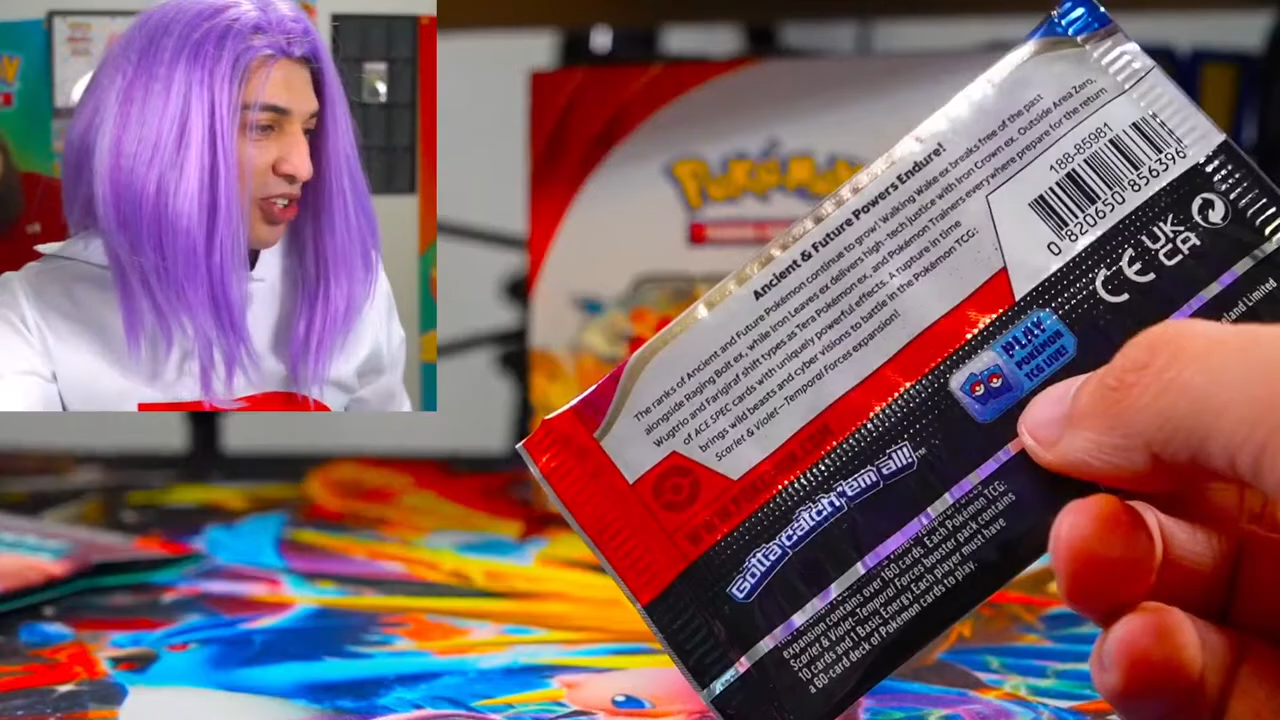 POKéMON
Ancient & Future Powers Endure!
The ranks of Ancient and Future Pokémon continue to grow! Walking Wake ex breaks free of the past
alongside Raging Bolt ex, while Iron Leaves ex delivers high-tech justice with Iron Crown ex. Outside Area Zero,
Wugtrio and Farigiraf shift types as Tera Pokémon ex, and Pokémon Trainers everywhere prepare for the return
of ACE SPEC cards with uniquely powerful effects. A rupture in time
brings wild beasts and cyber visions to battle in the Pokémon TCG:
Scarlet & Violet—Temporal Forces expansion!
188-85981
0 820650 856396
CE UK
CA
PLAY
POKÉMON
TCG LIVE!
Gotta catch 'em all!™
expansion contains over 160 cards. Each Pokémon TCG:
Scarlet & Violet—Temporal Forces booster pack contains
10 cards and 1 Basic Energy. Each player must have
a 60-card deck of Pokémon cards to play.
Limited